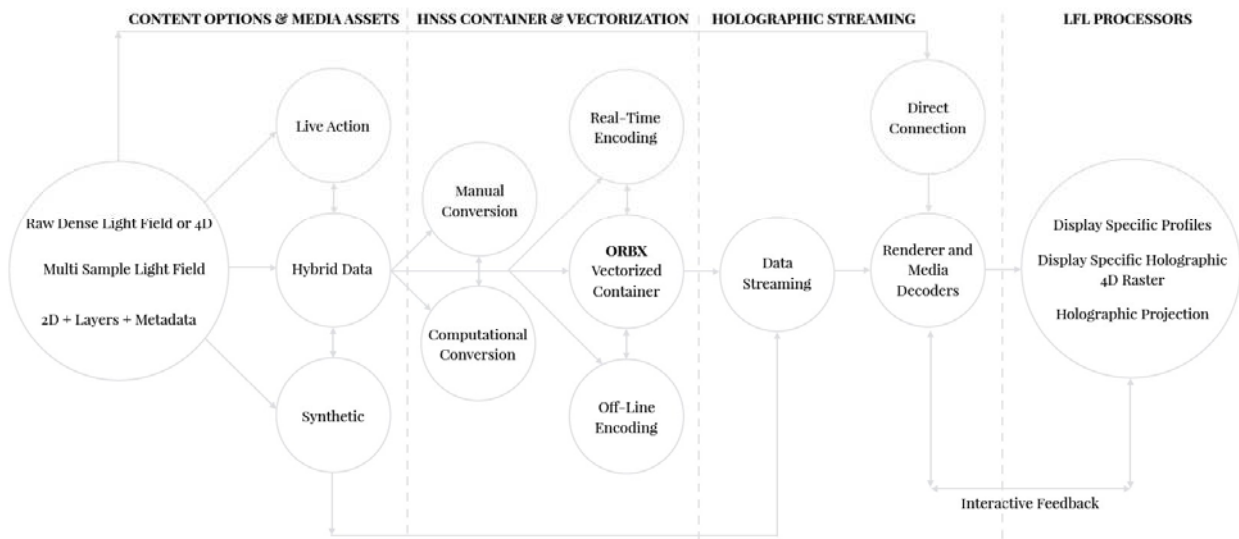 CONTENT OPTIONS & MEDIA ASSETS
HNSS CONTAINER & VECTORIZATION
HOLOGRAPHIC STREAMING
LFL PROCESSORS
Raw Dense Light Field or 4D
Multi Sample Light Field
2D + Layers + Metadata
Live Action
Hybrid Data
Synthetic
Manual
Conversion
Computational
Conversion
Real-Time
Encoding
ORBX
Vectorized
Container
Off-Line
Encoding
Data
Streaming
Direct
Connection
Renderer and
Media
Decoders
Display Specific Profiles
Display Specific Holographic
4D Raster
Holographic Projection
Interactive Feedback